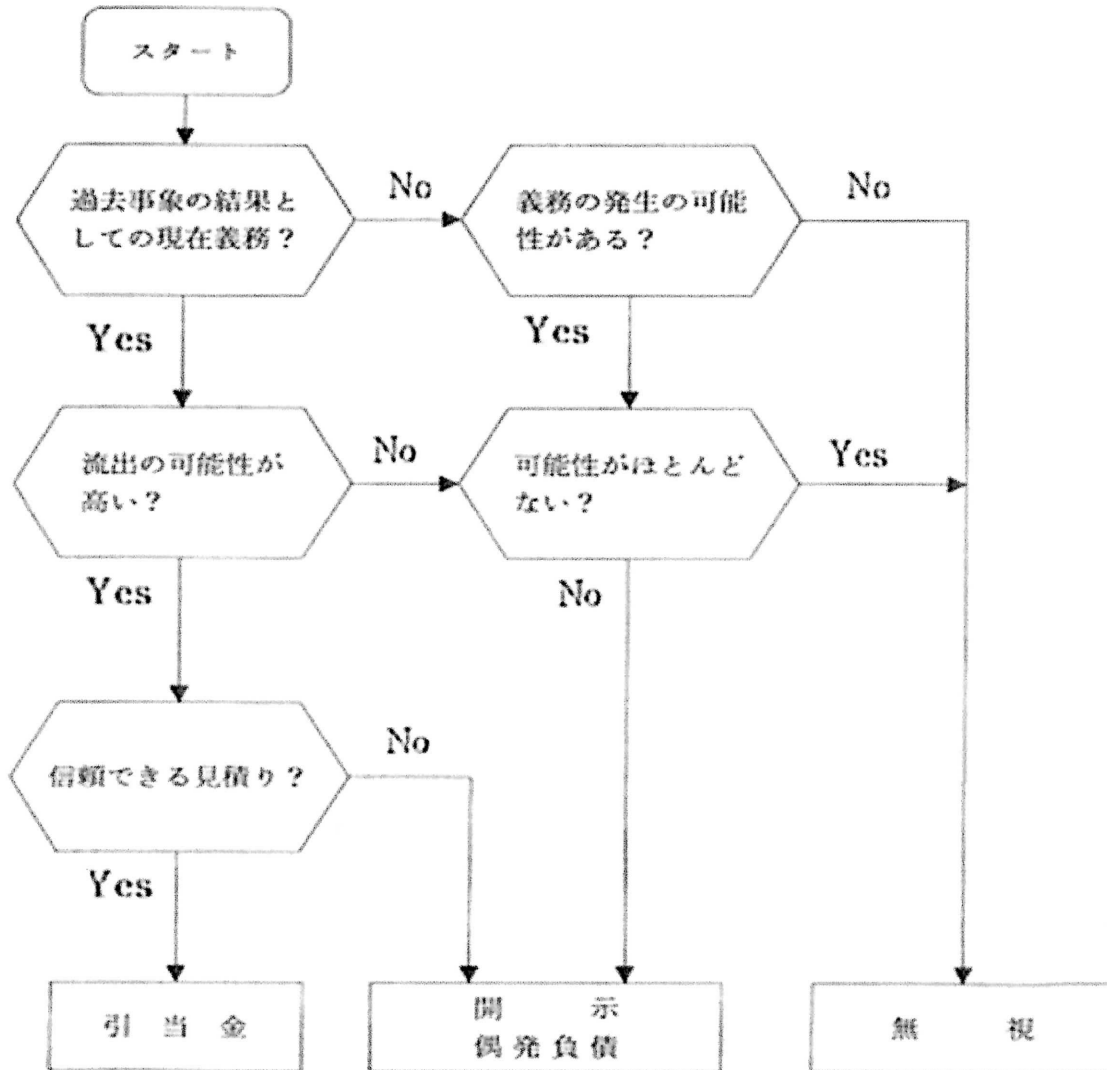 スタート
過去事象の結果と
しての現在義務？
No
義務の発生の可能
性がある？
No
Yes
Yes
流出の可能性が
高い？
No
可能性がほとんど
ない？
Yes
Yes
No
信頼できる見積り？
No
Yes
引当金
開示
偶発負債
無視